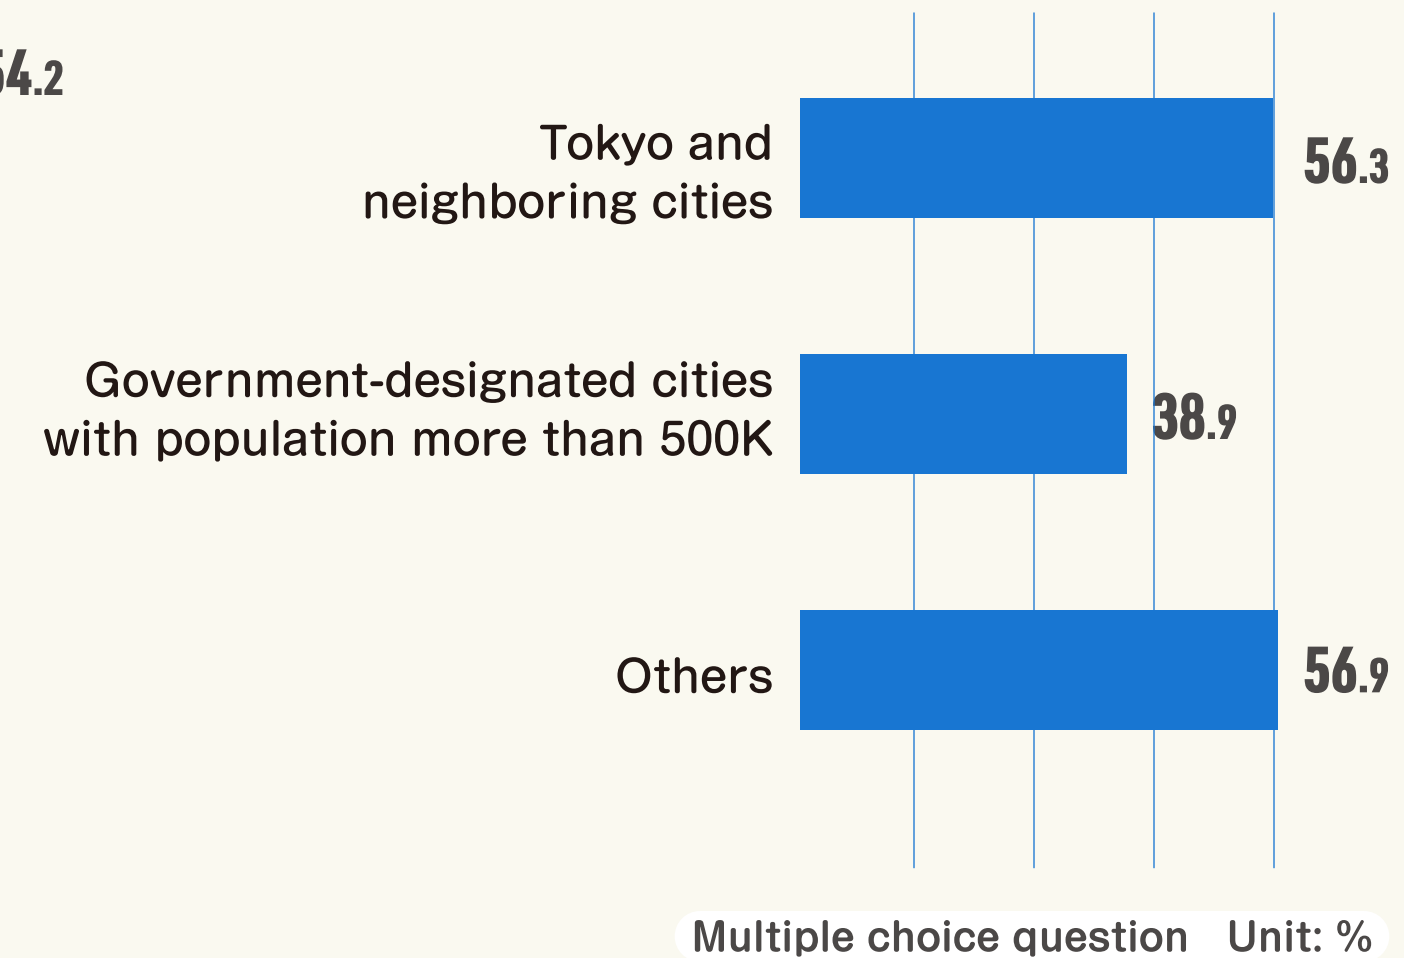 4.2
Tokyo and
neighboring cities
56.3
Government-designated cities
with population more than 500K
38.9
Others
56.9
Multiple choice question Unit: %